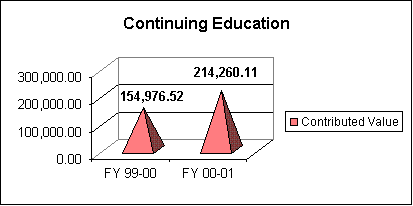 Continuing Education
214,260.11
300,000.00
154,976.52
200,000.00
100,000.00
0.00
FY 99-00 FY 00-01
Contributed Value